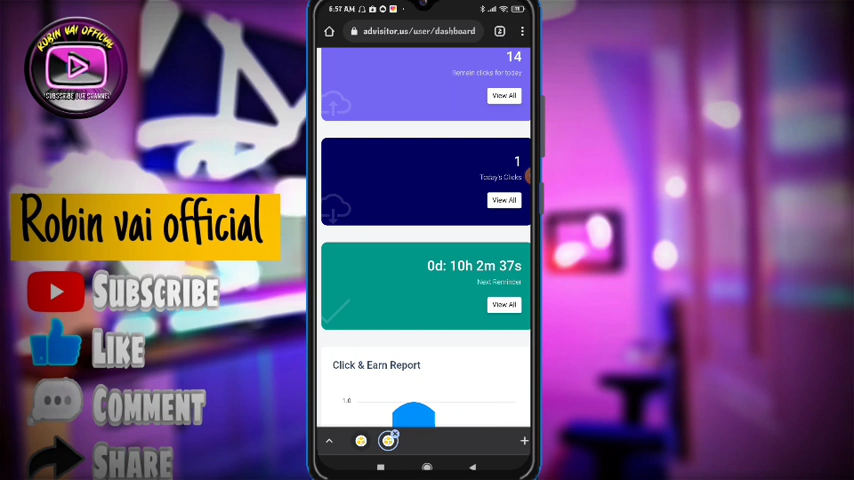 ROBIN VAI OFFICIAL
SUBSCRIBE OUR CHANNEL
Robin vai official
SUBSCRIBE
LIKE
COMMENT
SHARE
6:57 AM
advisitor.us/user/dashboard
2
14
Remain clicks for today
View All
1
Today's Clicks
View All
0d: 10h 2m 37s
Next Reminder
View All
Click & Earn Report
1.0